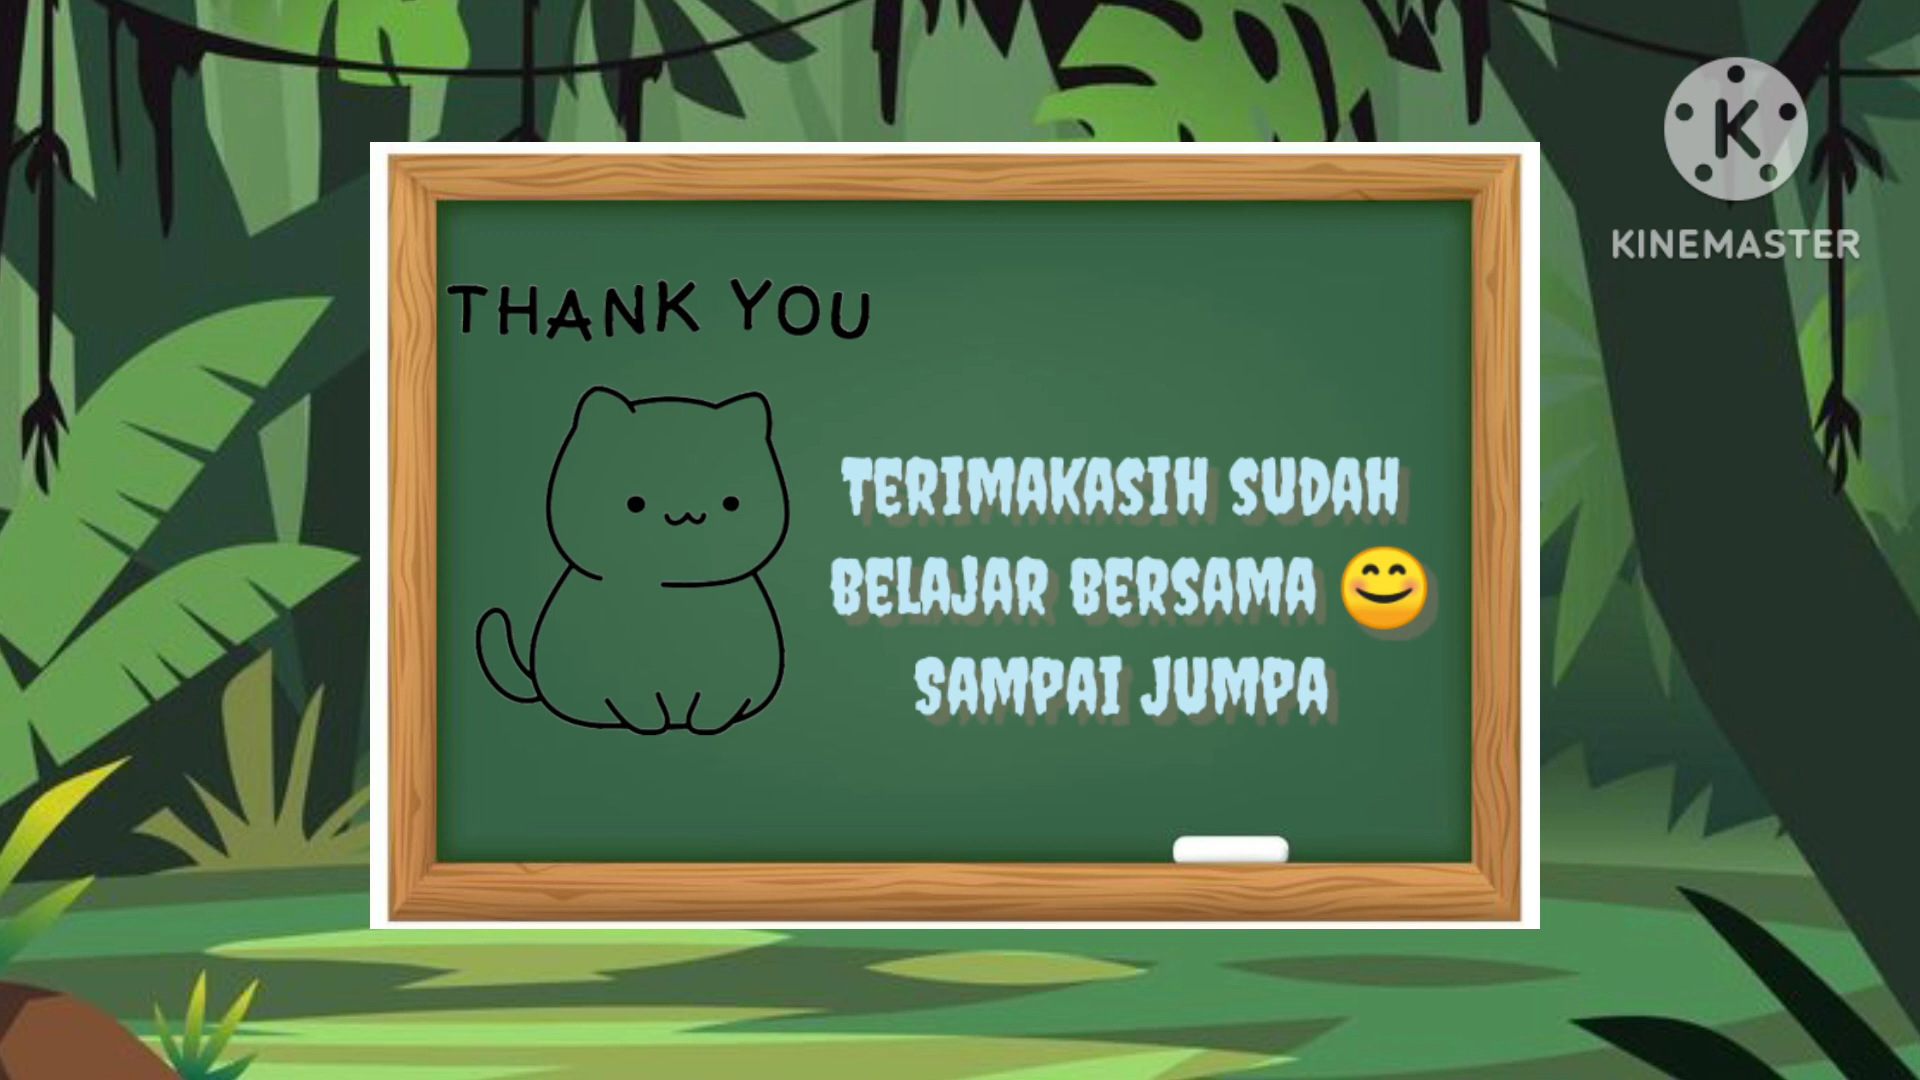 THANK YOU
TERIMAKASIH SUDAH
BELAJAR BERSAMA 😊
SAMPAI JUMPA
K
KINEMASTER